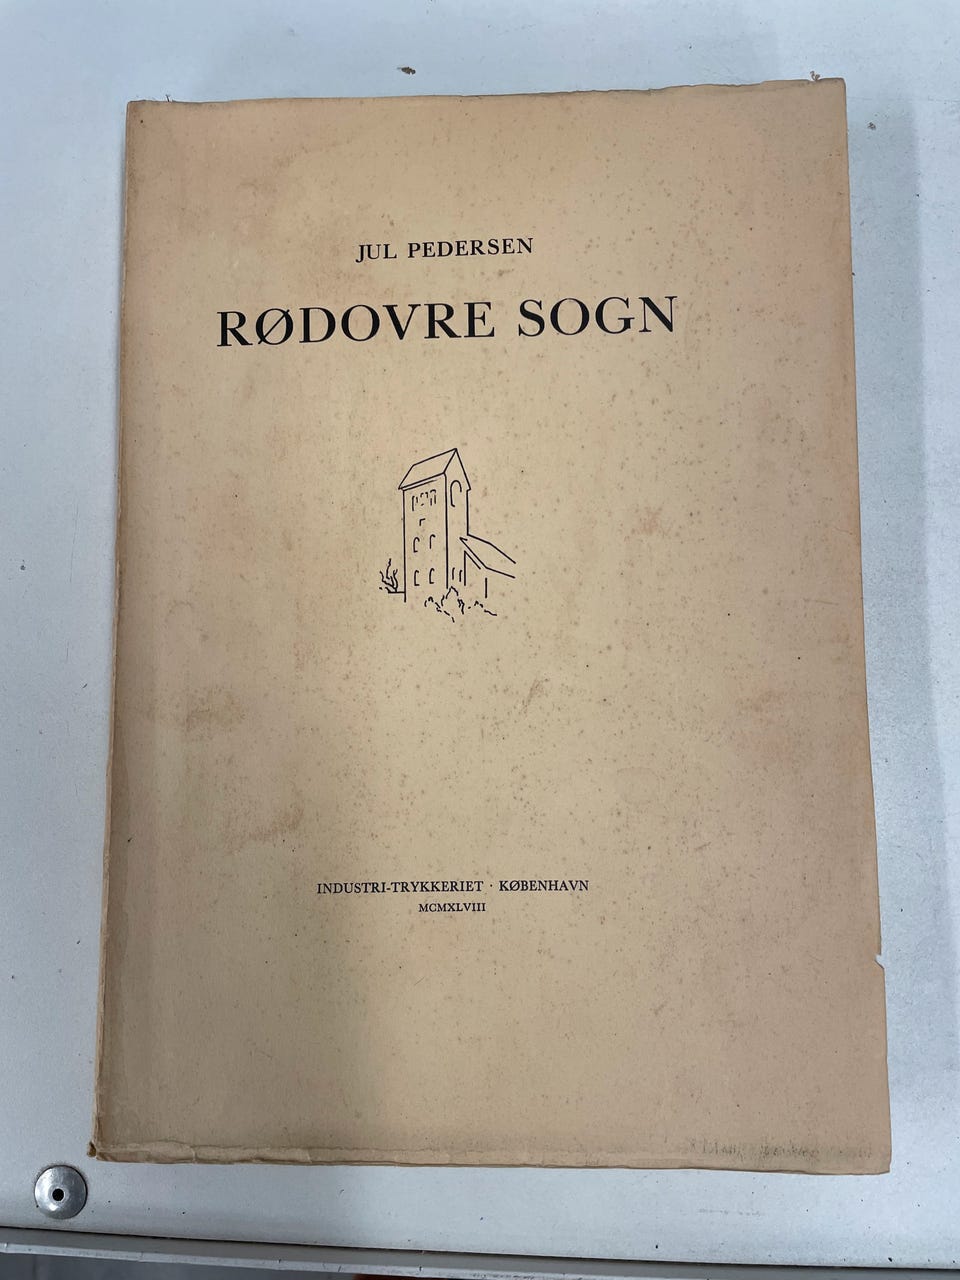 JUL PEDERSEN
RØDOVRE SOGN
INDUSTRI-TRYKKERIET · KØBENHAVN
MCMXLVIII